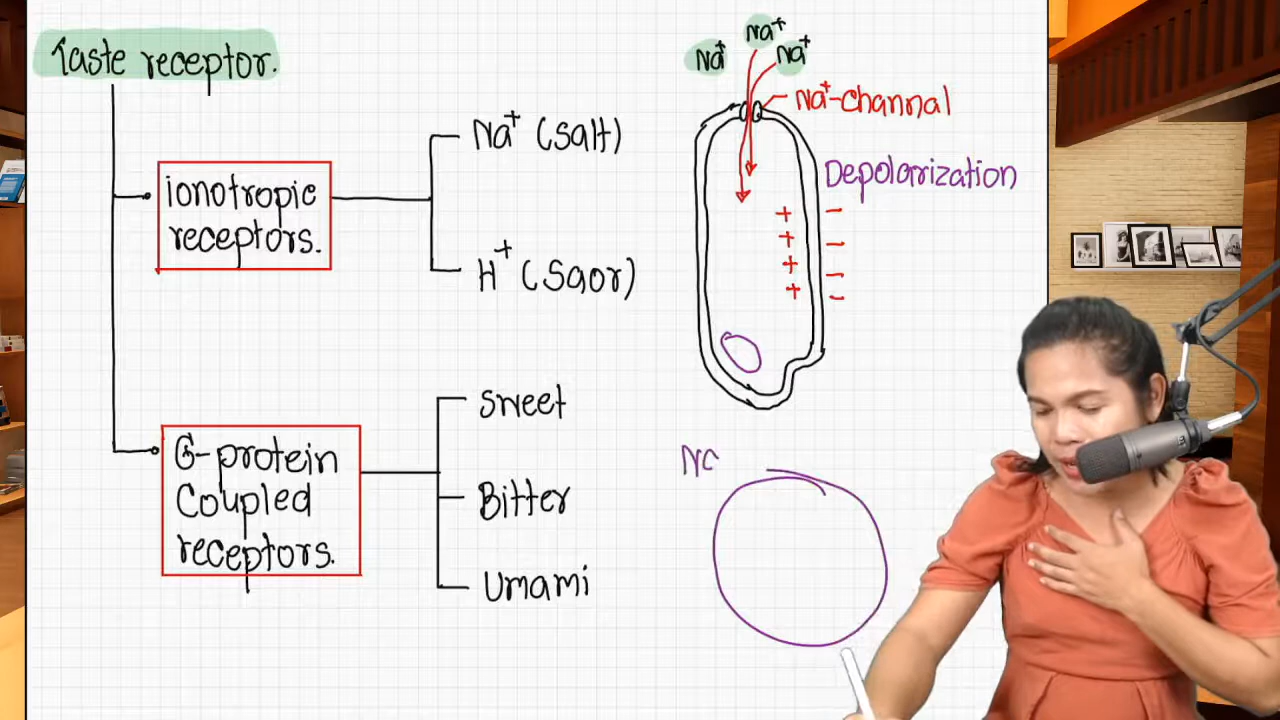 Taste receptor.
ionotropic
receptors.
Na⁺ (Salt)
H⁺ (Saor)
G-protein
Coupled
receptors.
Sweet
Bitter
Umami
Na⁺
Na⁺
Na⁺
Na⁺-channal
Depolarization
+ −
+ −
+ −
+ −
NC